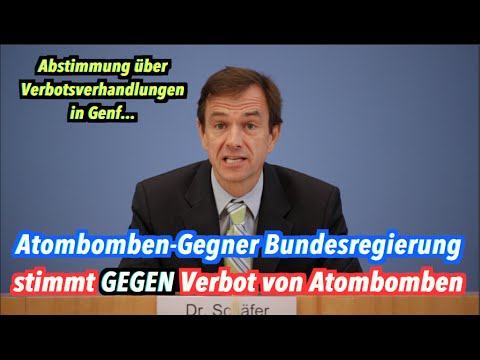 Abstimmung über
Verbotsverhandlungen
in Genf...
Atombomben-Gegner Bundesregierung
stimmt GEGEN Verbot von Atombomben
Dr. Schäfer